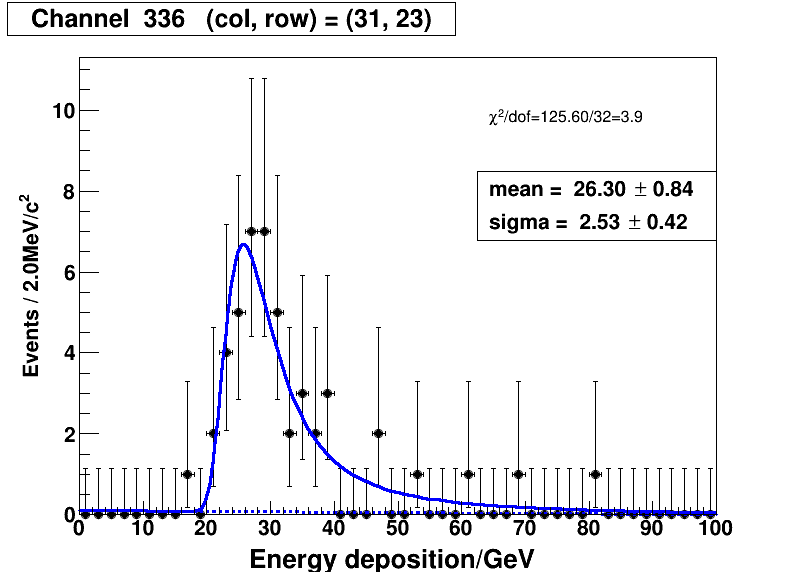 Channel 336 (col, row) = (31, 23)
χ²/dof=125.60/32=3.9
mean = 26.30 ± 0.84
sigma = 2.53 ± 0.42
Events / 2.0MeV/c²
10
8
6
4
2
0
0 10 20 30 40 50 60 70 80 90 100
Energy deposition/GeV